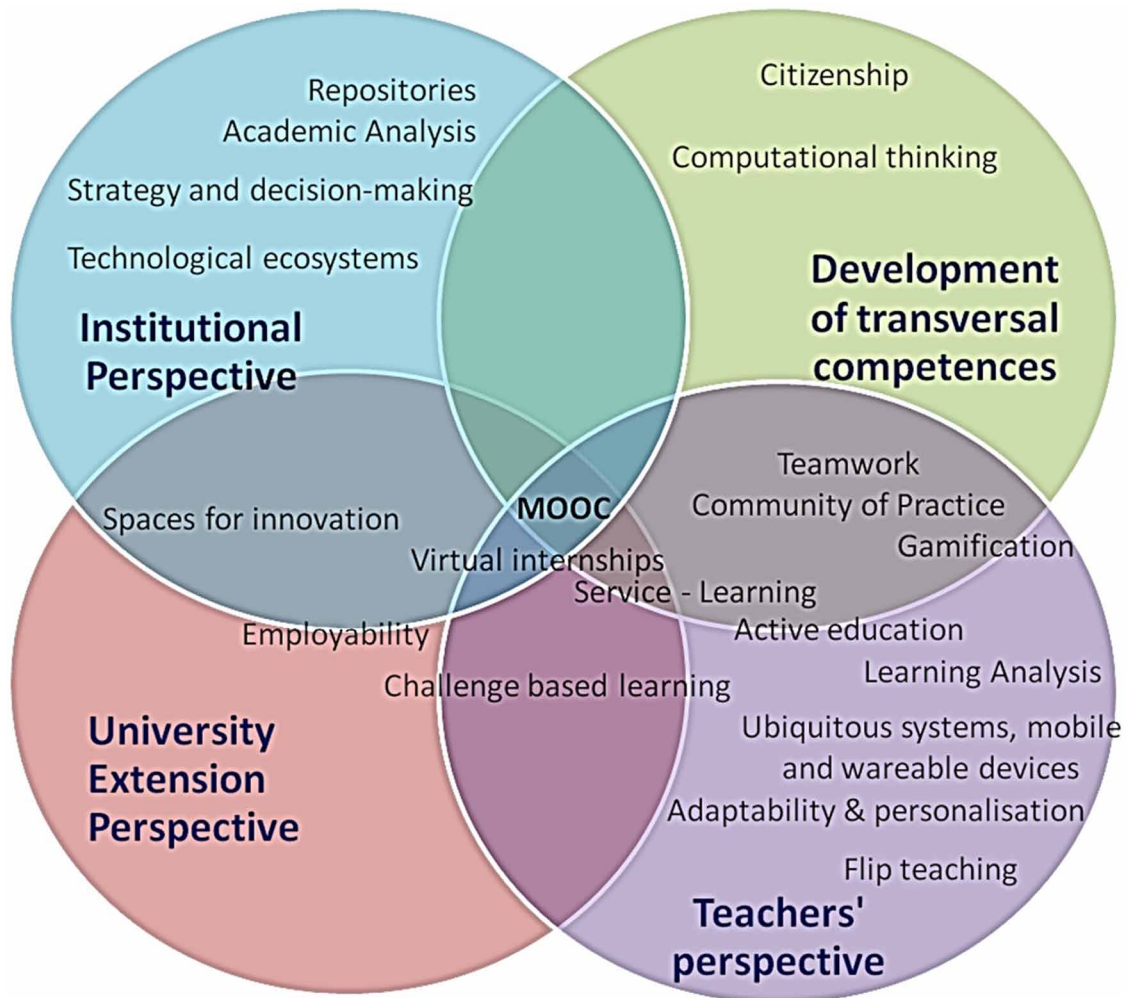 Repositories
Academic Analysis
Strategy and decision-making
Technological ecosystems
Institutional
Perspective
Citizenship
Computational thinking
Development
of transversal
competences
Teamwork
Community of Practice
Gamification
Spaces for innovation
MOOC
Virtual internships
Service - Learning
Employability
Challenge based learning
University
Extension
Perspective
Active education
Learning Analysis
Ubiquitous systems, mobile
and wareable devices
Adaptability & personalisation
Flip teaching
Teachers'
perspective